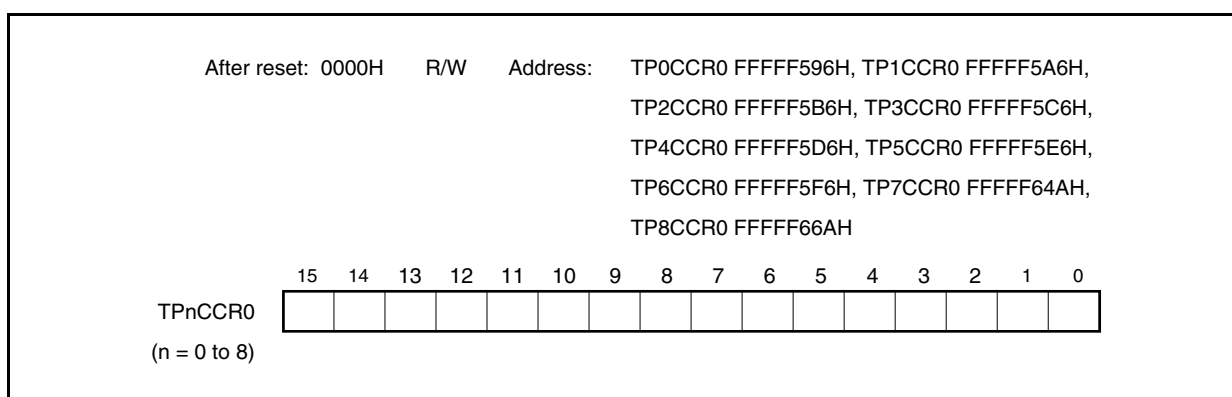 After reset: 0000H R/W Address: TP0CCR0 FFFFF596H, TP1CCR0 FFFFF5A6H,
TP2CCR0 FFFFF5B6H, TP3CCR0 FFFFF5C6H,
TP4CCR0 FFFFF5D6H, TP5CCR0 FFFFF5E6H,
TP6CCR0 FFFFF5F6H, TP7CCR0 FFFFF64AH,
TP8CCR0 FFFFF66AH
15 14 13 12 11 10 9 8 7 6 5 4 3 2 1 0
TPnCCR0
(n = 0 to 8)